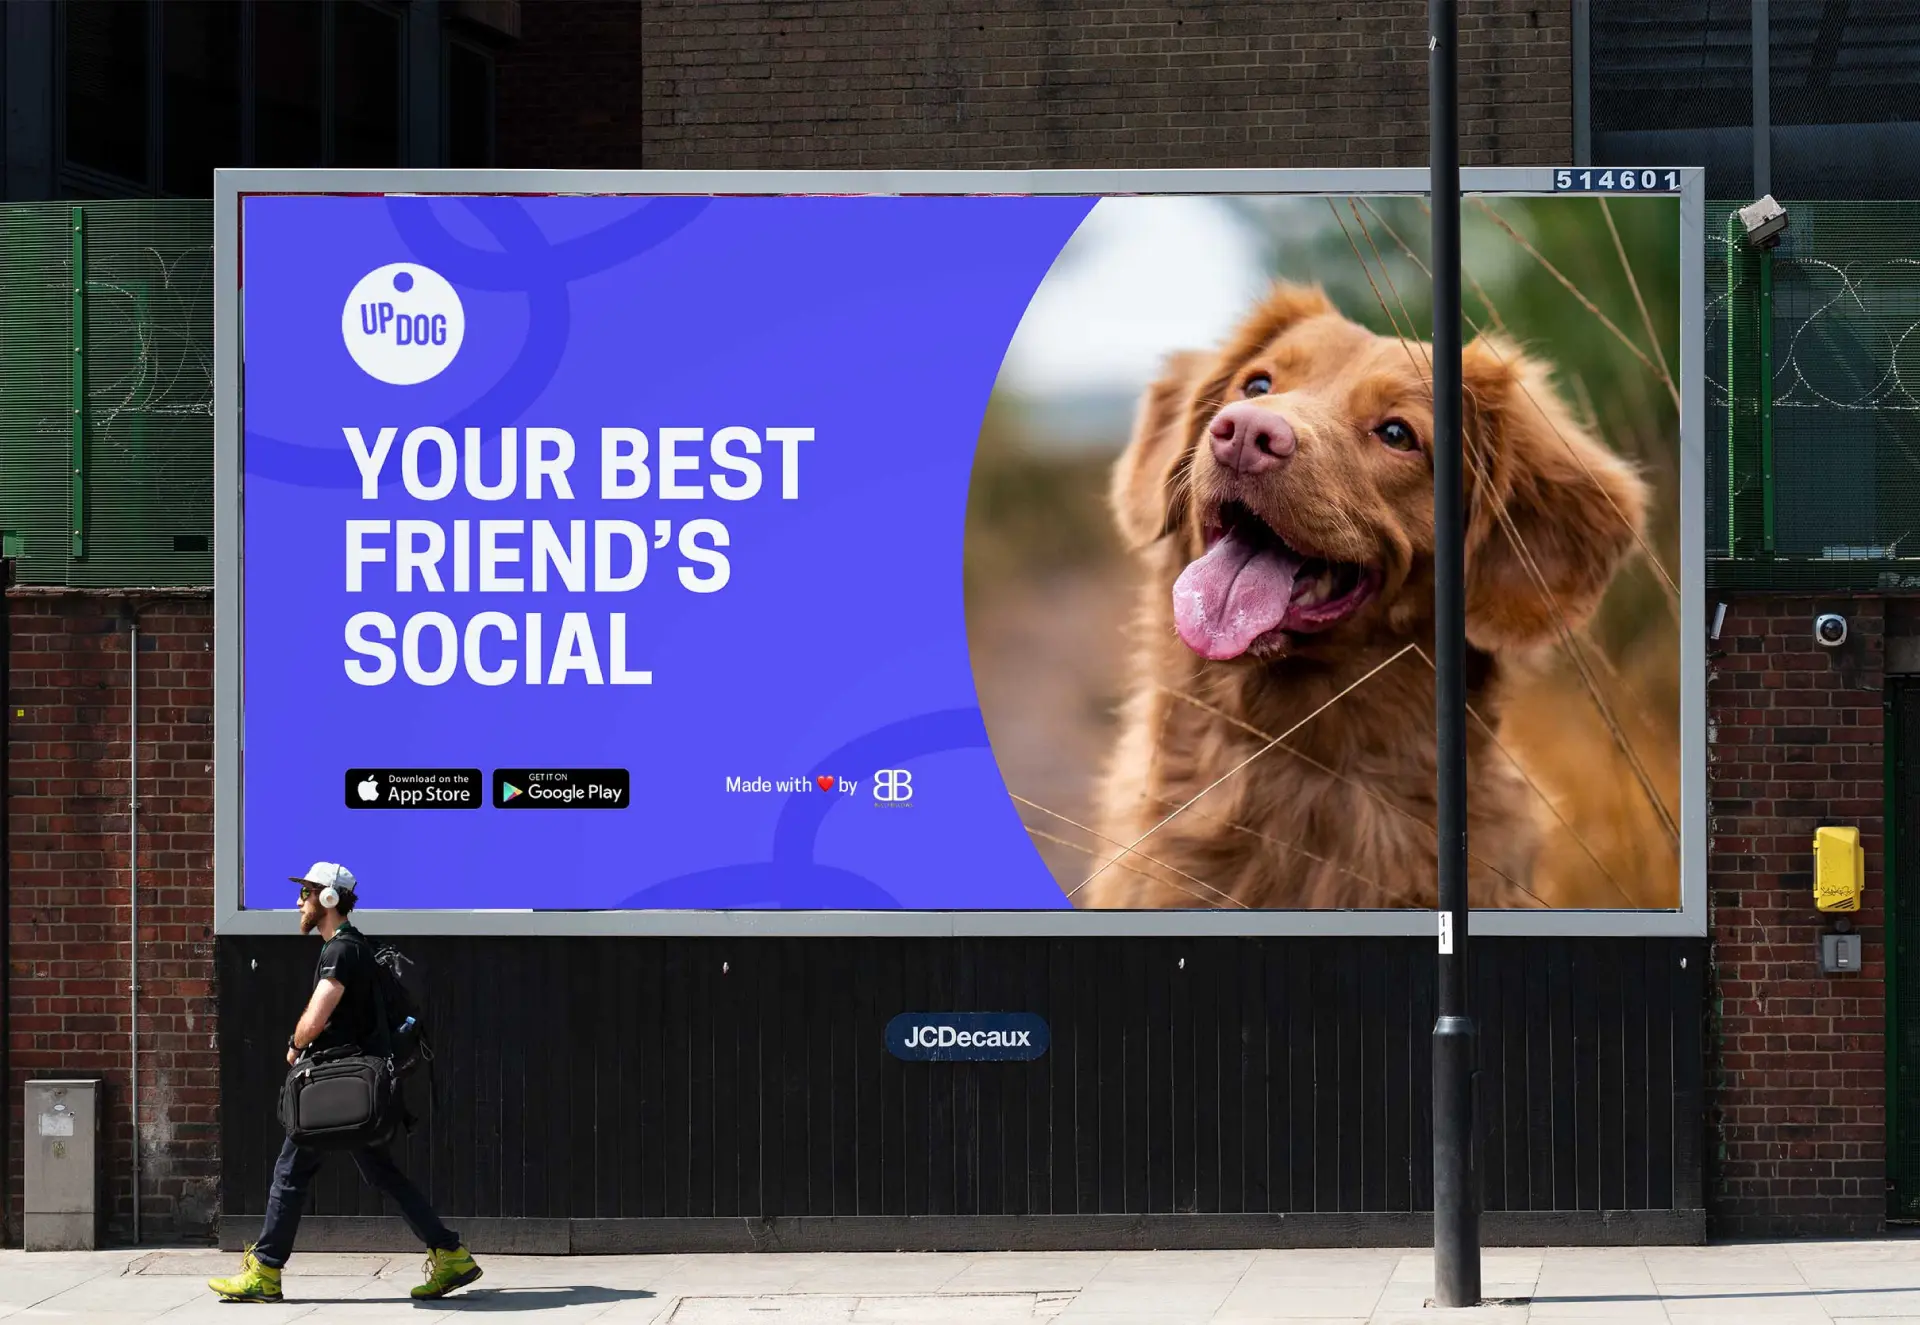 514601
UP
DOG
YOUR BEST
FRIEND'S
SOCIAL
Download on the
App Store
GET IT ON
Google Play
Made with ❤️ by
11
JCDecaux